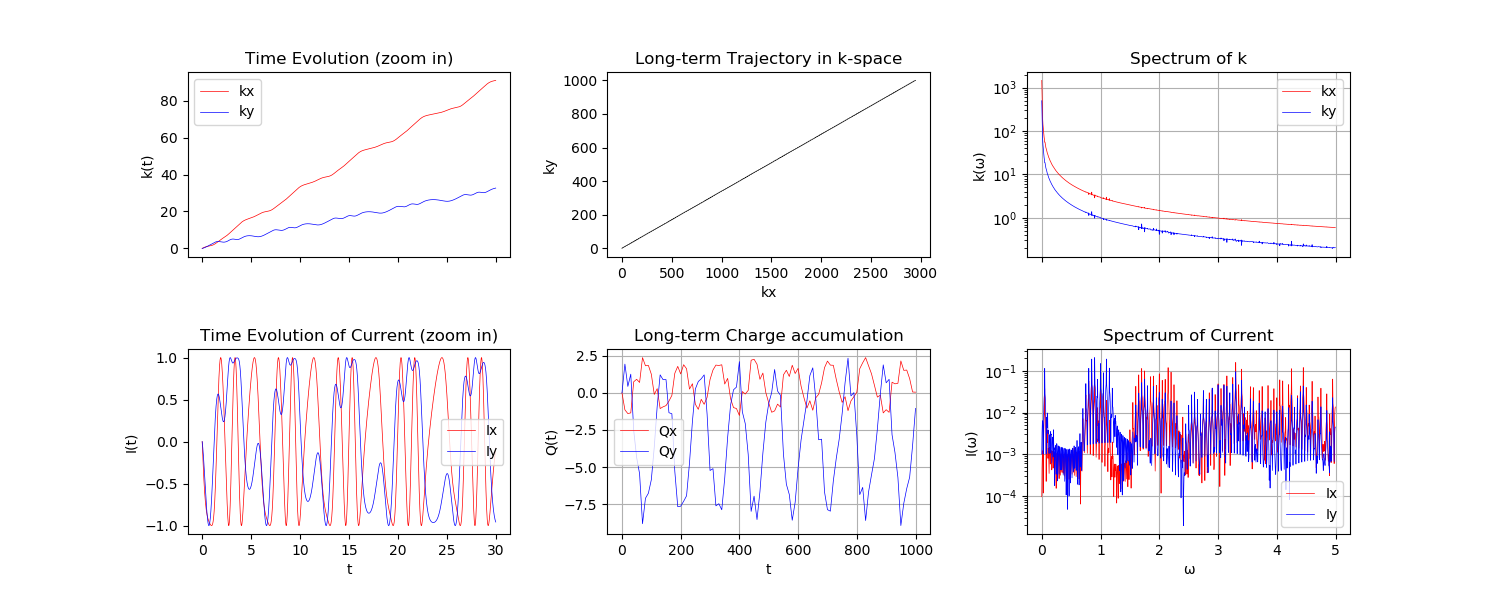 Time Evolution (zoom in)
k(t)
80
60
40
20
0
kx
ky
Long-term Trajectory in k-space
ky
1000
800
600
400
200
0
0 500 1000 1500 2000 2500 3000
kx
Spectrum of k
k(ω)
10³
10²
10¹
10⁰
kx
ky
Time Evolution of Current (zoom in)
I(t)
1.0
0.5
0.0
−0.5
−1.0
Ix
Iy
0 5 10 15 20 25 30
t
Long-term Charge accumulation
Q(t)
2.5
0.0
−2.5
−5.0
−7.5
Qx
Qy
0 200 400 600 800 1000
t
Spectrum of Current
I(ω)
10⁻¹
10⁻²
10⁻³
10⁻⁴
Ix
Iy
0 1 2 3 4 5
ω